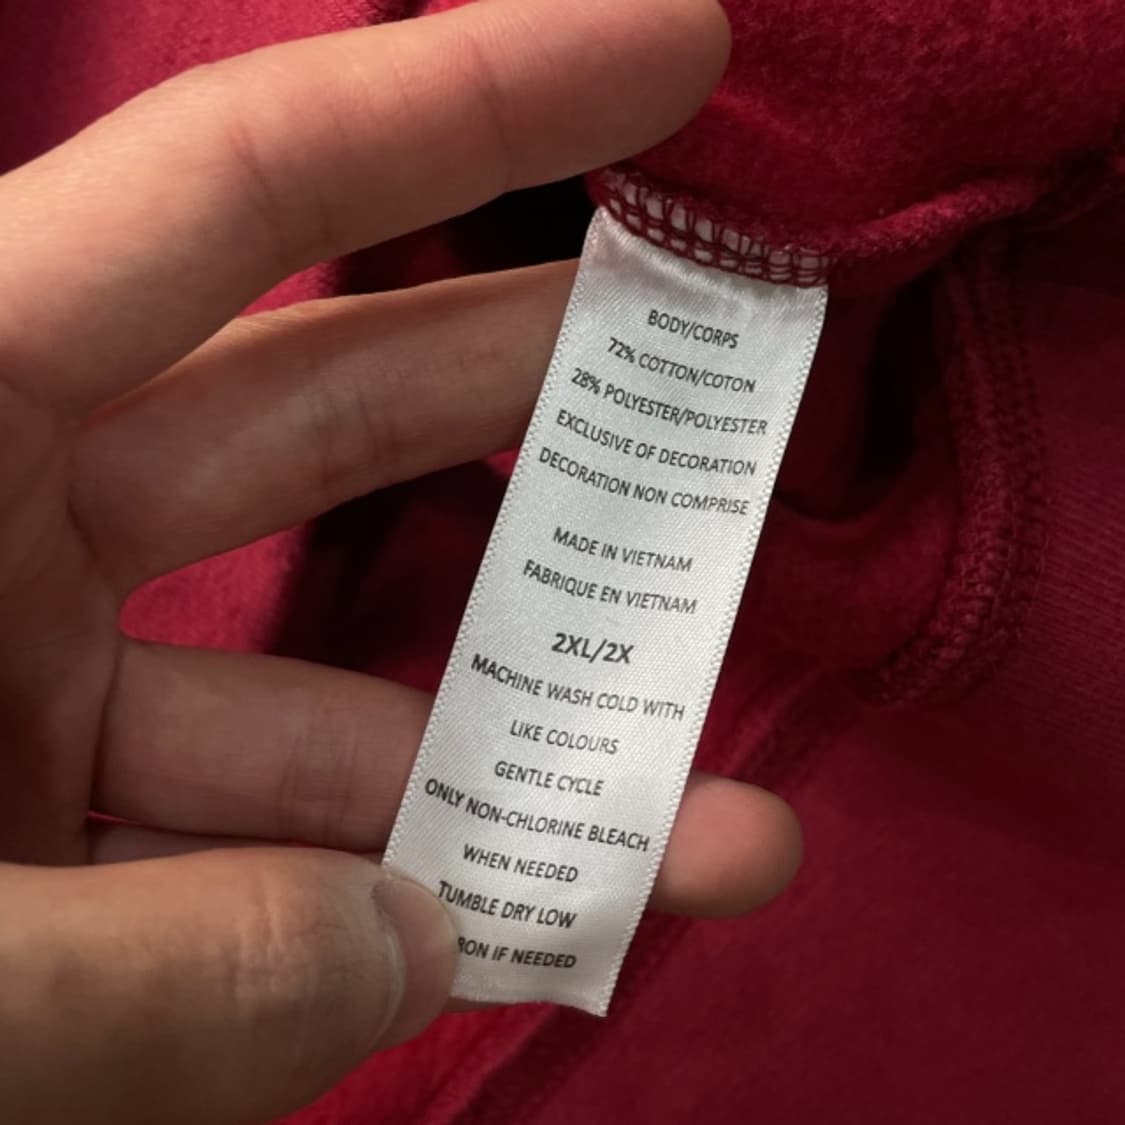 BODY/CORPS
72% COTTON/COTON
28% POLYESTER/POLYESTER
EXCLUSIVE OF DECORATION
DECORATION NON COMPRISE
MADE IN VIETNAM
FABRIQUE EN VIETNAM
2XL/2X
MACHINE WASH COLD WITH
LIKE COLOURS
GENTLE CYCLE
ONLY NON-CHLORINE BLEACH
WHEN NEEDED
TUMBLE DRY LOW
IF NEEDED